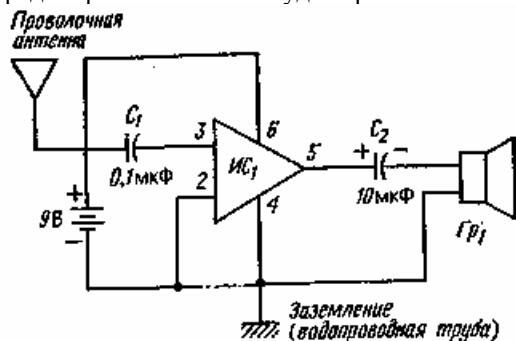 Проволочная
антенна
C₁
0,1мкФ
3
2
6
ИС₁
5
4
C₂
+
-
10мкФ
Гр₁
+
9В
-
Заземление
(водопроводная труба)